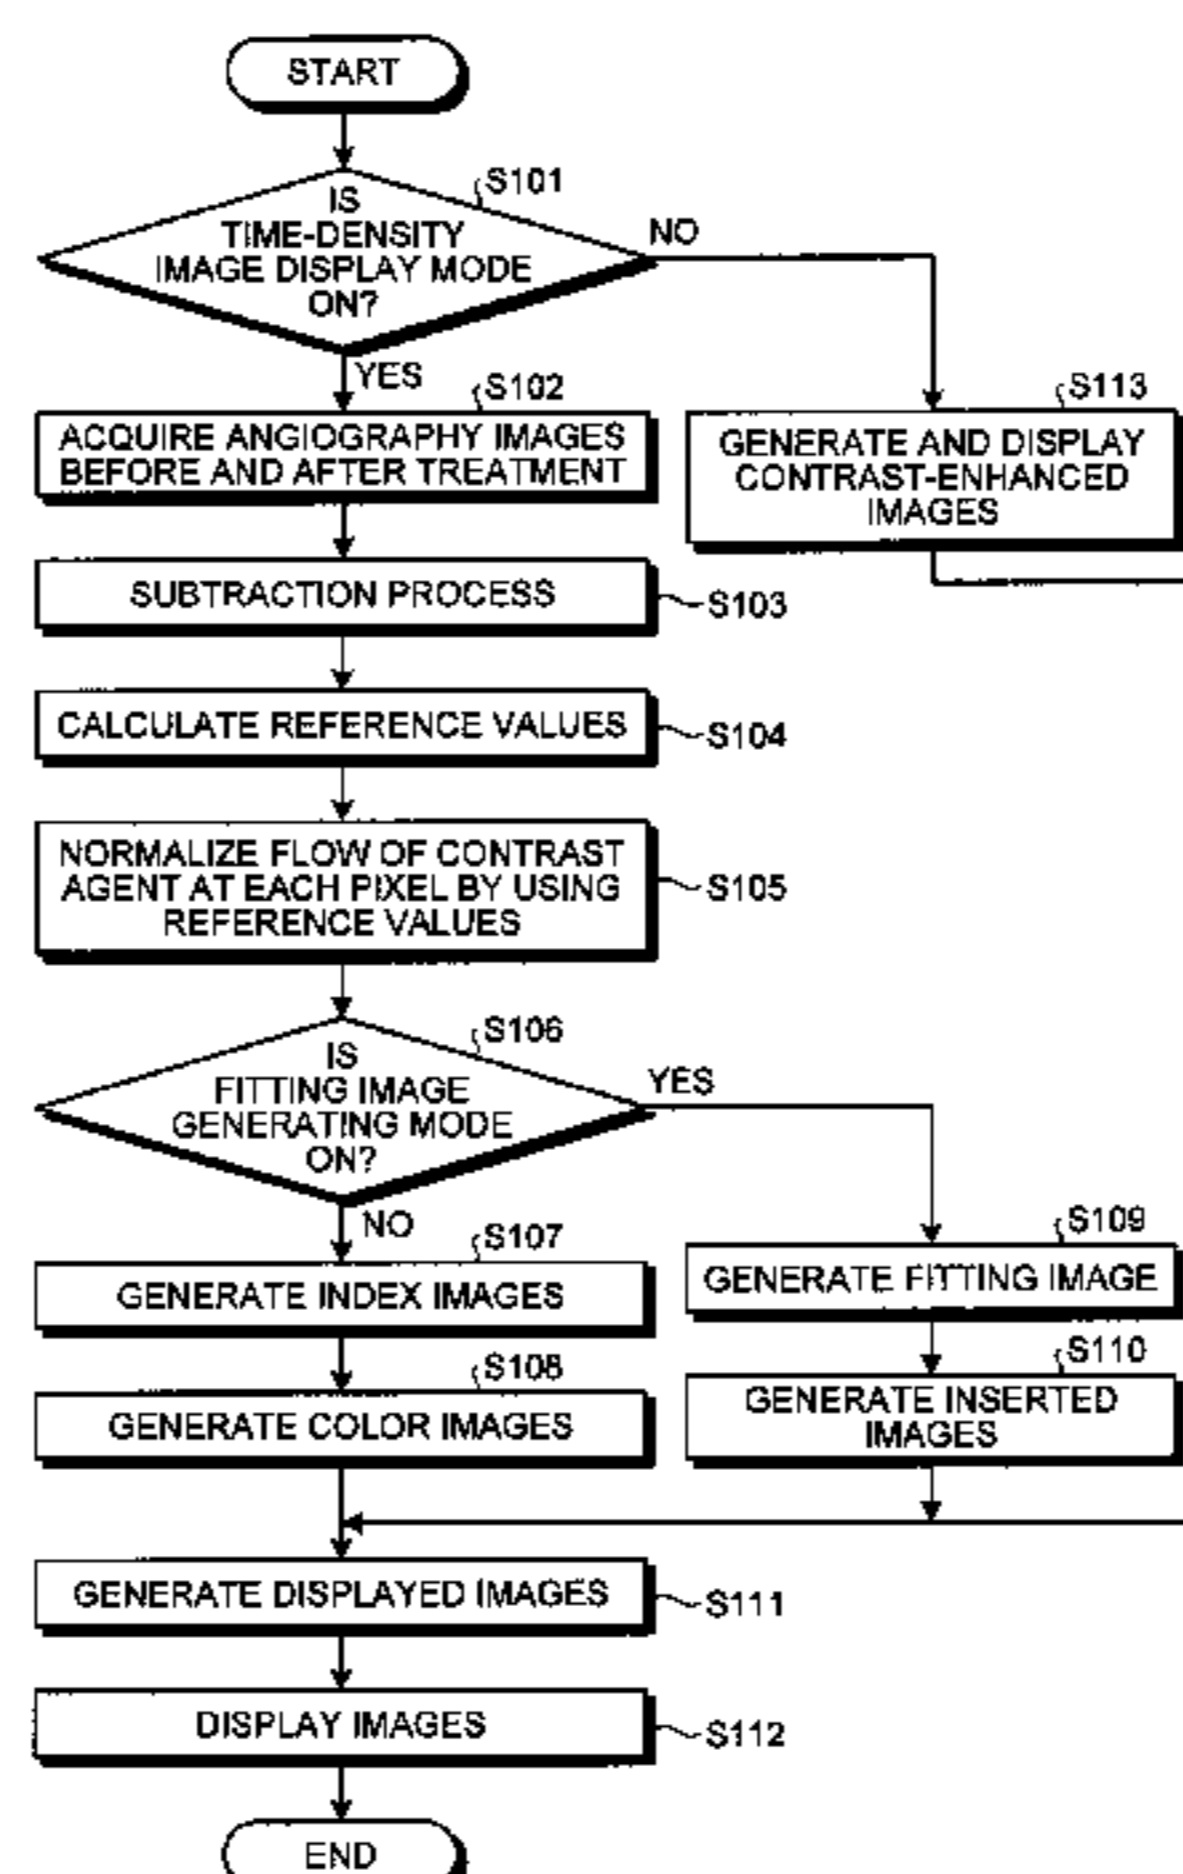 START
S101
IS
TIME-DENSITY
IMAGE DISPLAY MODE
ON?
NO
YES
S102
ACQUIRE ANGIOGRAPHY IMAGES
BEFORE AND AFTER TREATMENT
S113
GENERATE AND DISPLAY
CONTRAST-ENHANCED
IMAGES
SUBTRACTION PROCESS
S103
CALCULATE REFERENCE VALUES
S104
NORMALIZE FLOW OF CONTRAST
AGENT AT EACH PIXEL BY USING
REFERENCE VALUES
S105
S106
IS
FITTING IMAGE
GENERATING MODE
ON?
YES
NO
S107
GENERATE INDEX IMAGES
S109
GENERATE FITTING IMAGE
S108
GENERATE COLOR IMAGES
S110
GENERATE INSERTED
IMAGES
GENERATE DISPLAYED IMAGES
S111
DISPLAY IMAGES
S112
END